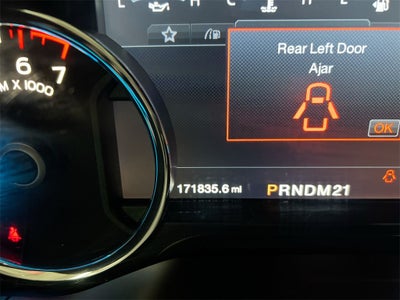 L H C E
Rear Left Door
Ajar
OK
6 7
M X 1000
171835.6 mi PRNDM21